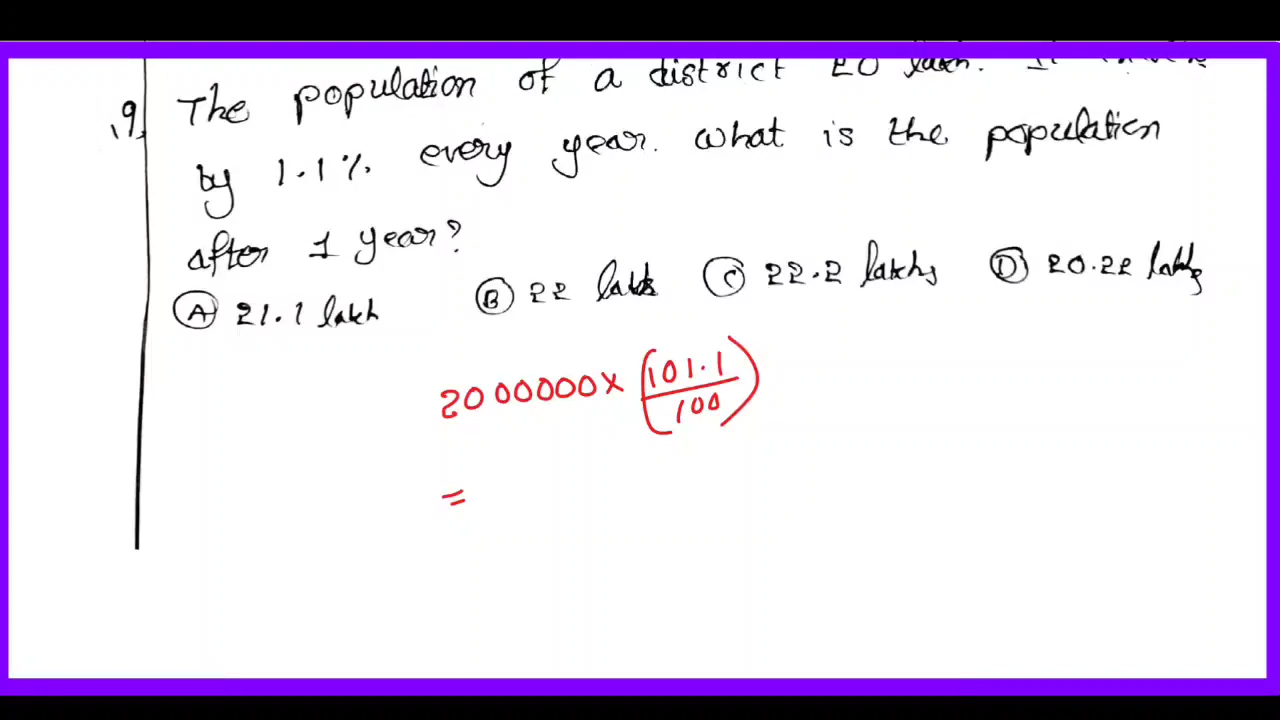 19. The population of a district 20 lakh. It
by 1.1% every year. what is the population
after 1 year?
(A) 21.1 lakh (B) 22 lakh (C) 22.2 lakhs (D) 20.22 lakhs
2000000 x (101.1/100)
=